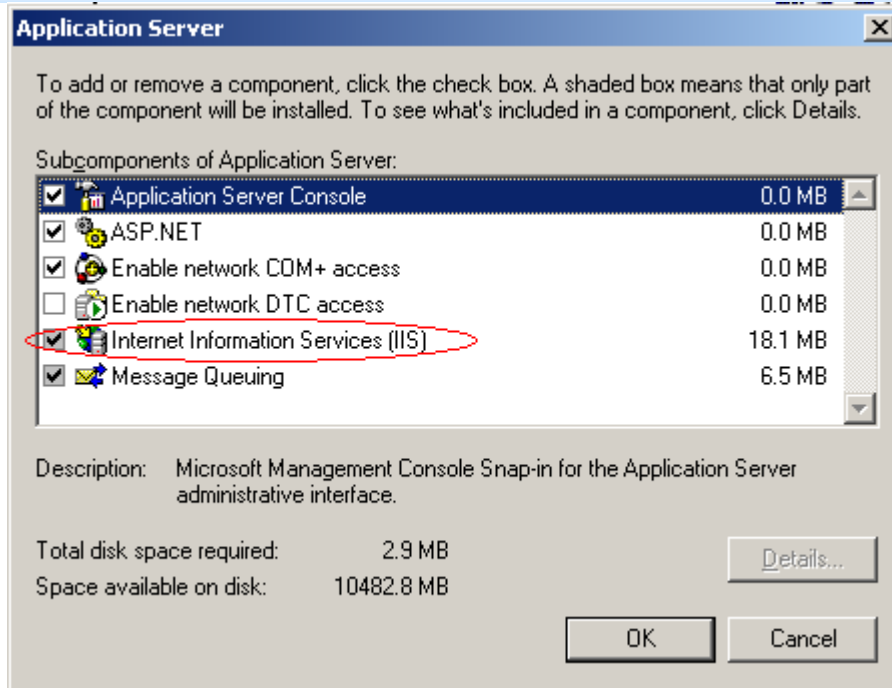 Application Server
To add or remove a component, click the check box. A shaded box means that only part
of the component will be installed. To see what's included in a component, click Details.
Subcomponents of Application Server:
Application Server Console 0.0 MB
ASP.NET 0.0 MB
Enable network COM+ access 0.0 MB
Enable network DTC access 0.0 MB
Internet Information Services (IIS) 18.1 MB
Message Queuing 6.5 MB
Description: Microsoft Management Console Snap-in for the Application Server
administrative interface.
Total disk space required: 2.9 MB
Space available on disk: 10482.8 MB
Details...
OK Cancel